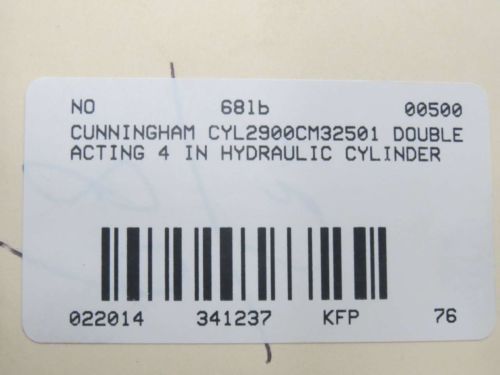 NO 681b 00500
CUNNINGHAM CYL2900CM32501 DOUBLE
ACTING 4 IN HYDRAULIC CYLINDER
022014 341237 KFP 76